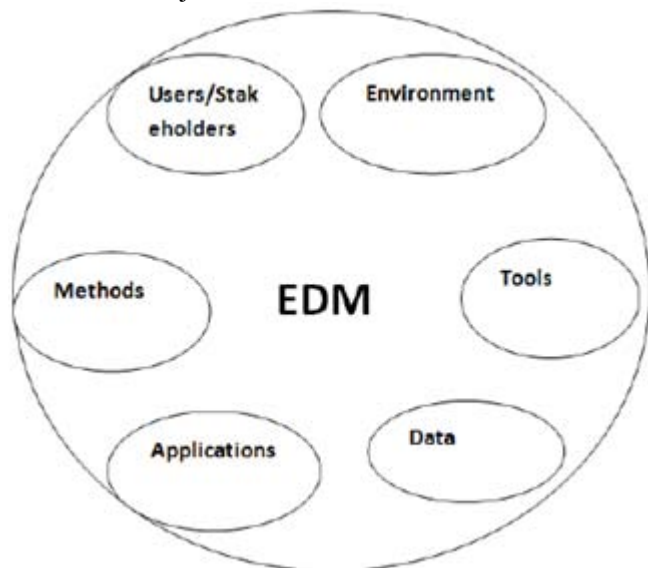 Users/Stak
eholders
Environment
Methods
EDM
Tools
Applications
Data